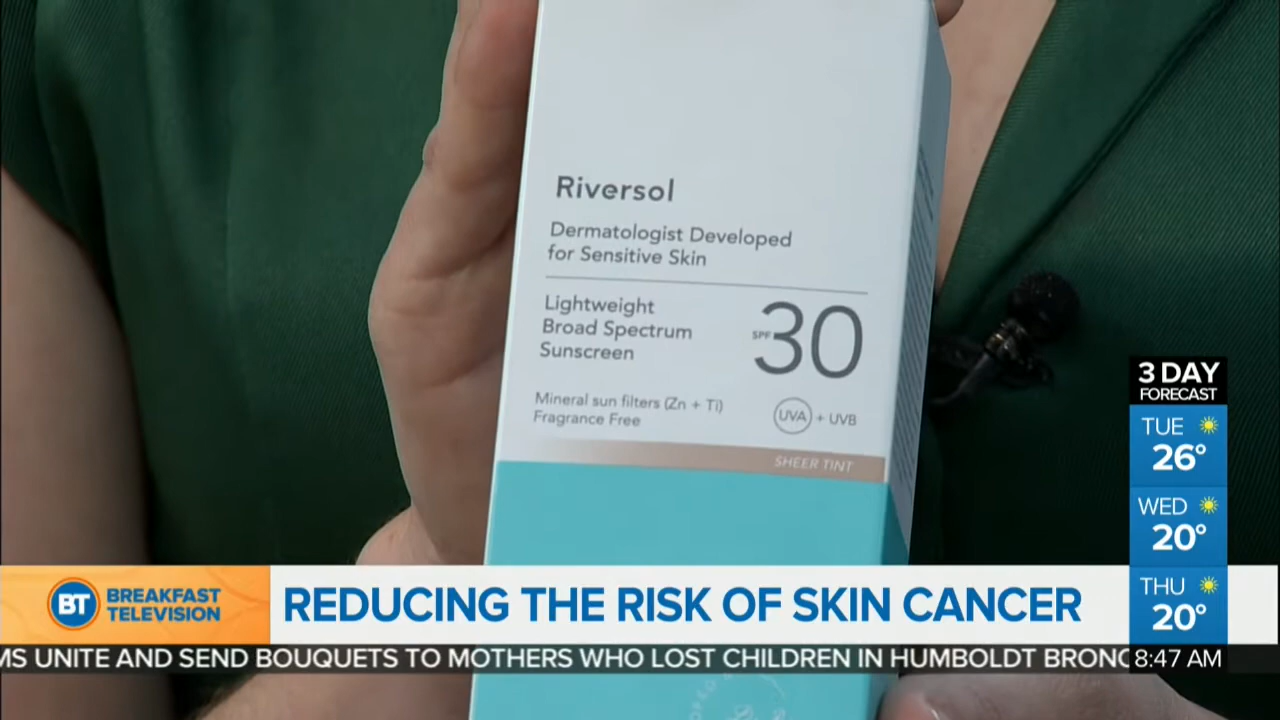 Riversol
Dermatologist Developed
for Sensitive Skin
Lightweight
Broad Spectrum
Sunscreen
SPF 30
Mineral sun filters (Zn + Ti)
Fragrance Free
UVA + UVB
SHEER TINT
3 DAY
FORECAST
TUE
26°
WED
20°
THU
20°
BT BREAKFAST
TELEVISION
REDUCING THE RISK OF SKIN CANCER
MS UNITE AND SEND BOUQUETS TO MOTHERS WHO LOST CHILDREN IN HUMBOLDT BRONC
8:47 AM